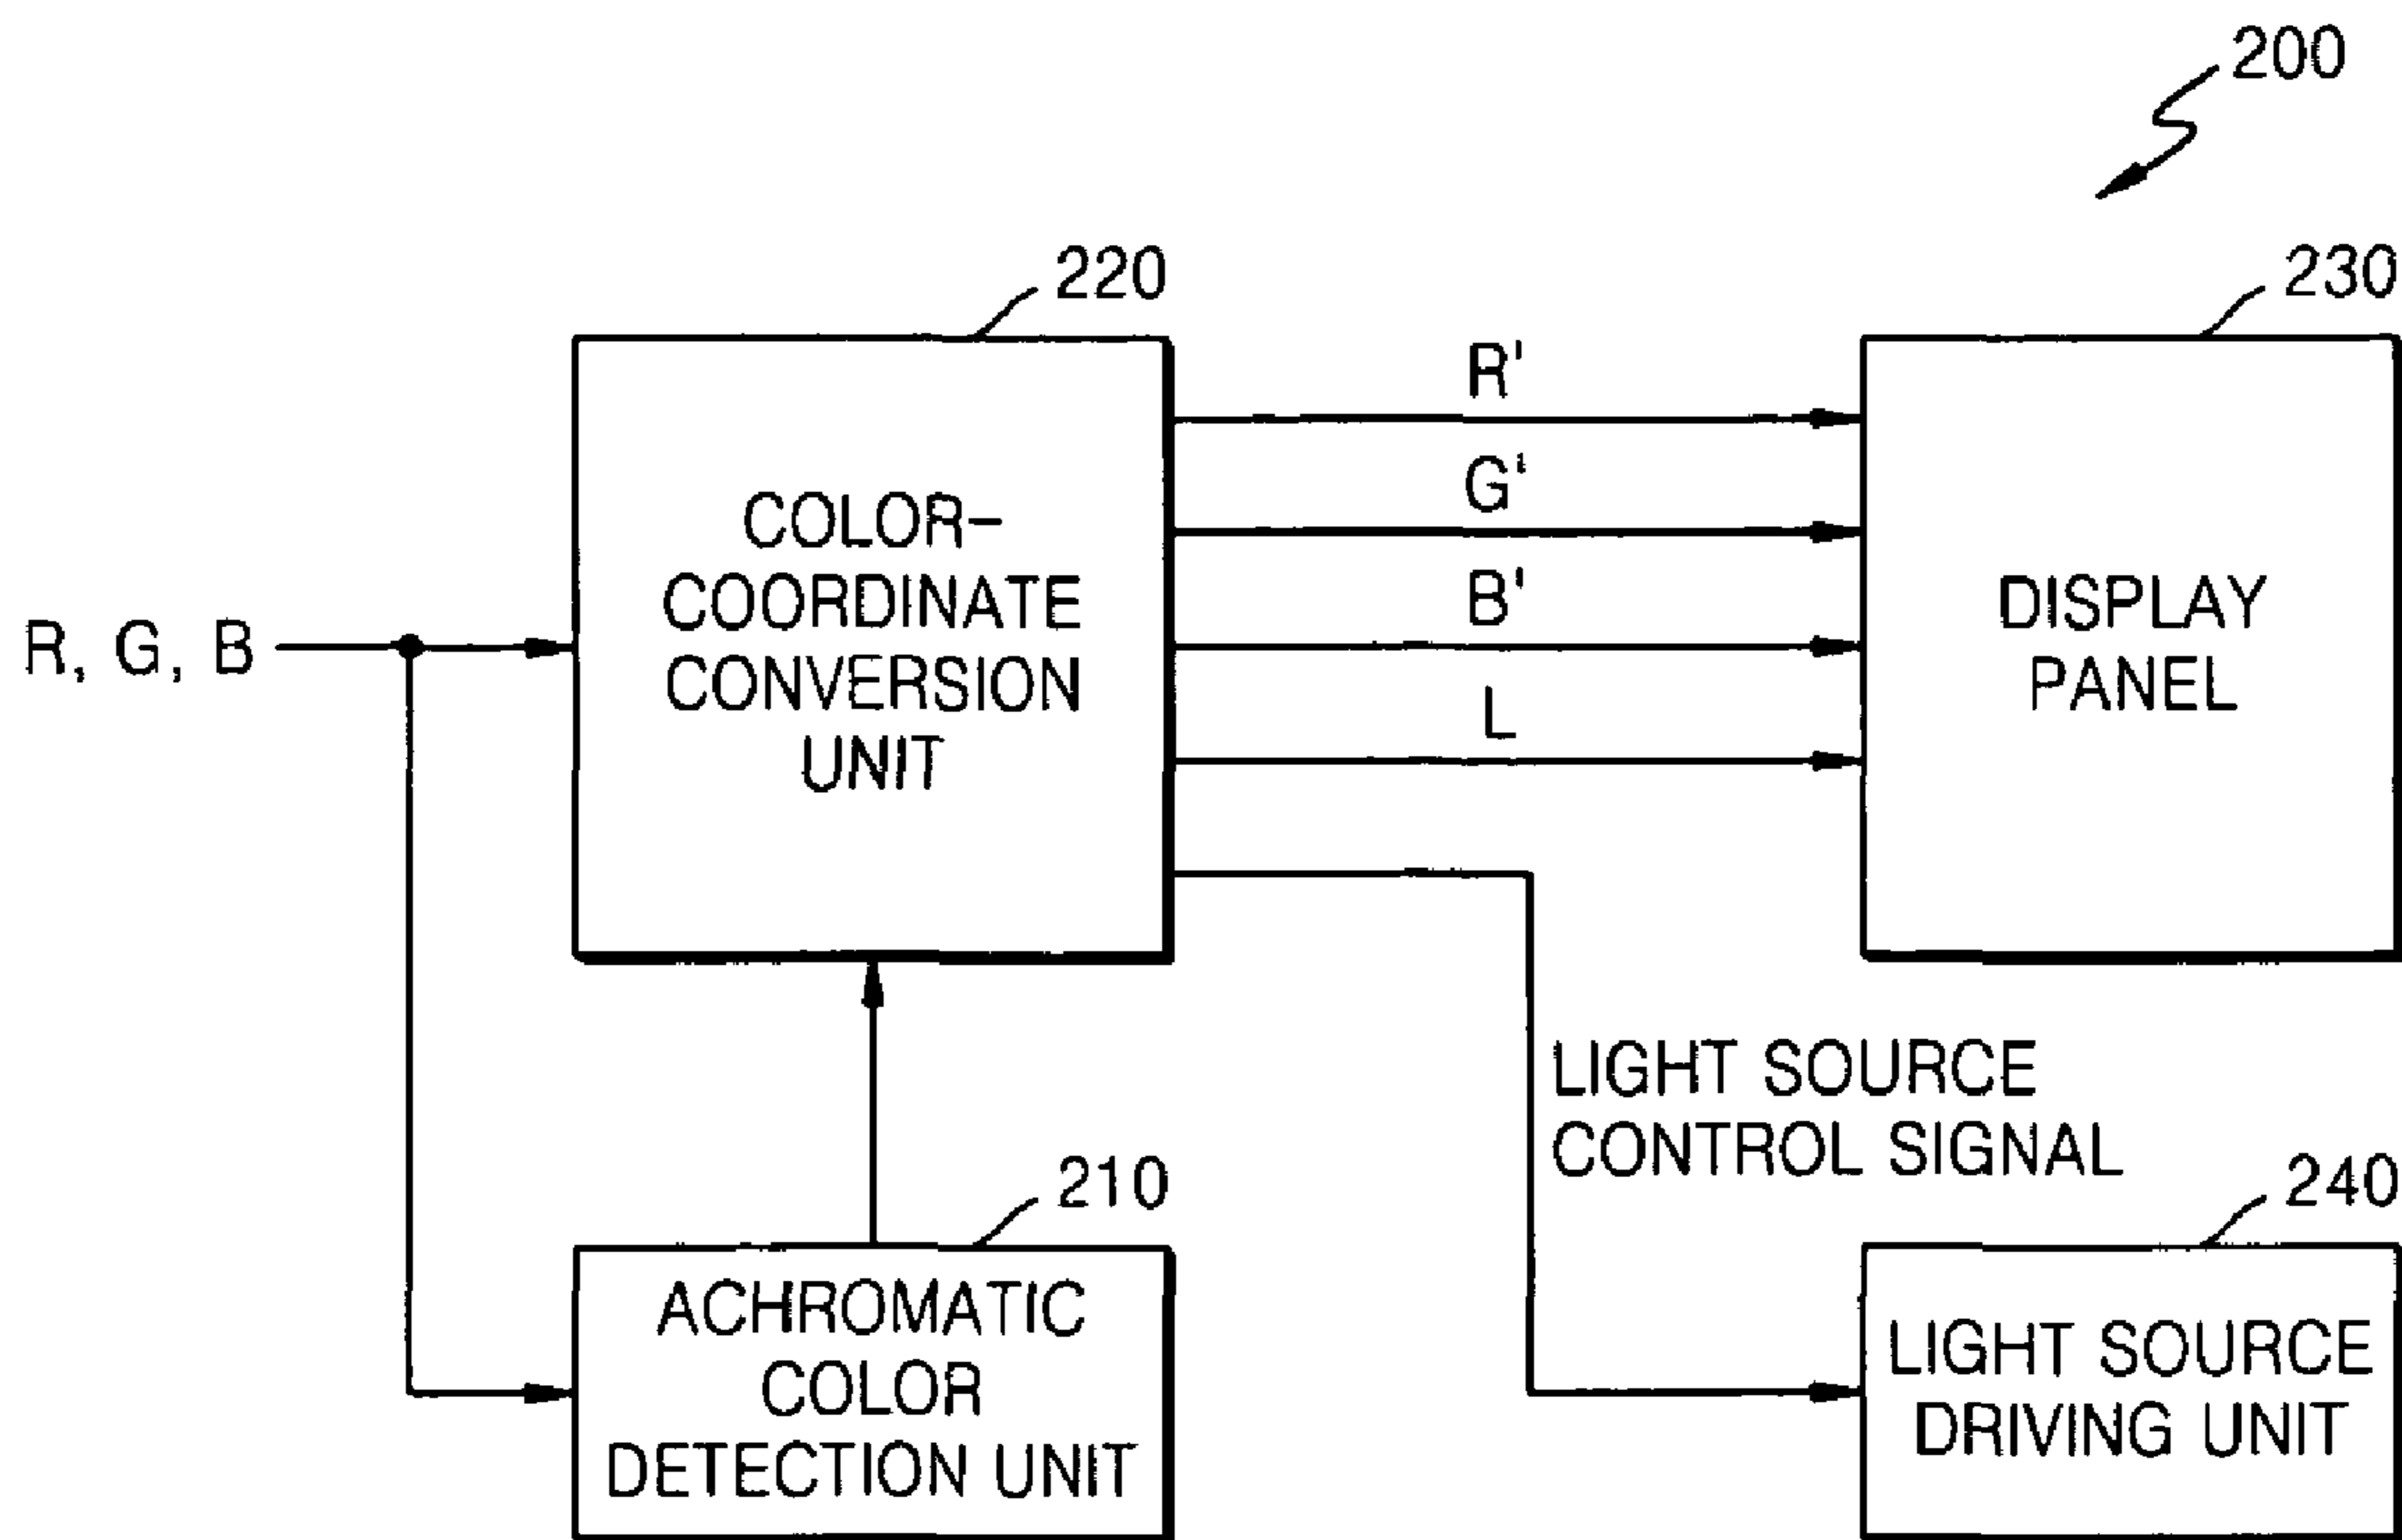 200
220
230
R'
G'
B'
L
COLOR-
COORDINATE
CONVERSION
UNIT
R, G, B
DISPLAY
PANEL
LIGHT SOURCE
CONTROL SIGNAL
210
240
ACHROMATIC
COLOR
DETECTION UNIT
LIGHT SOURCE
DRIVING UNIT